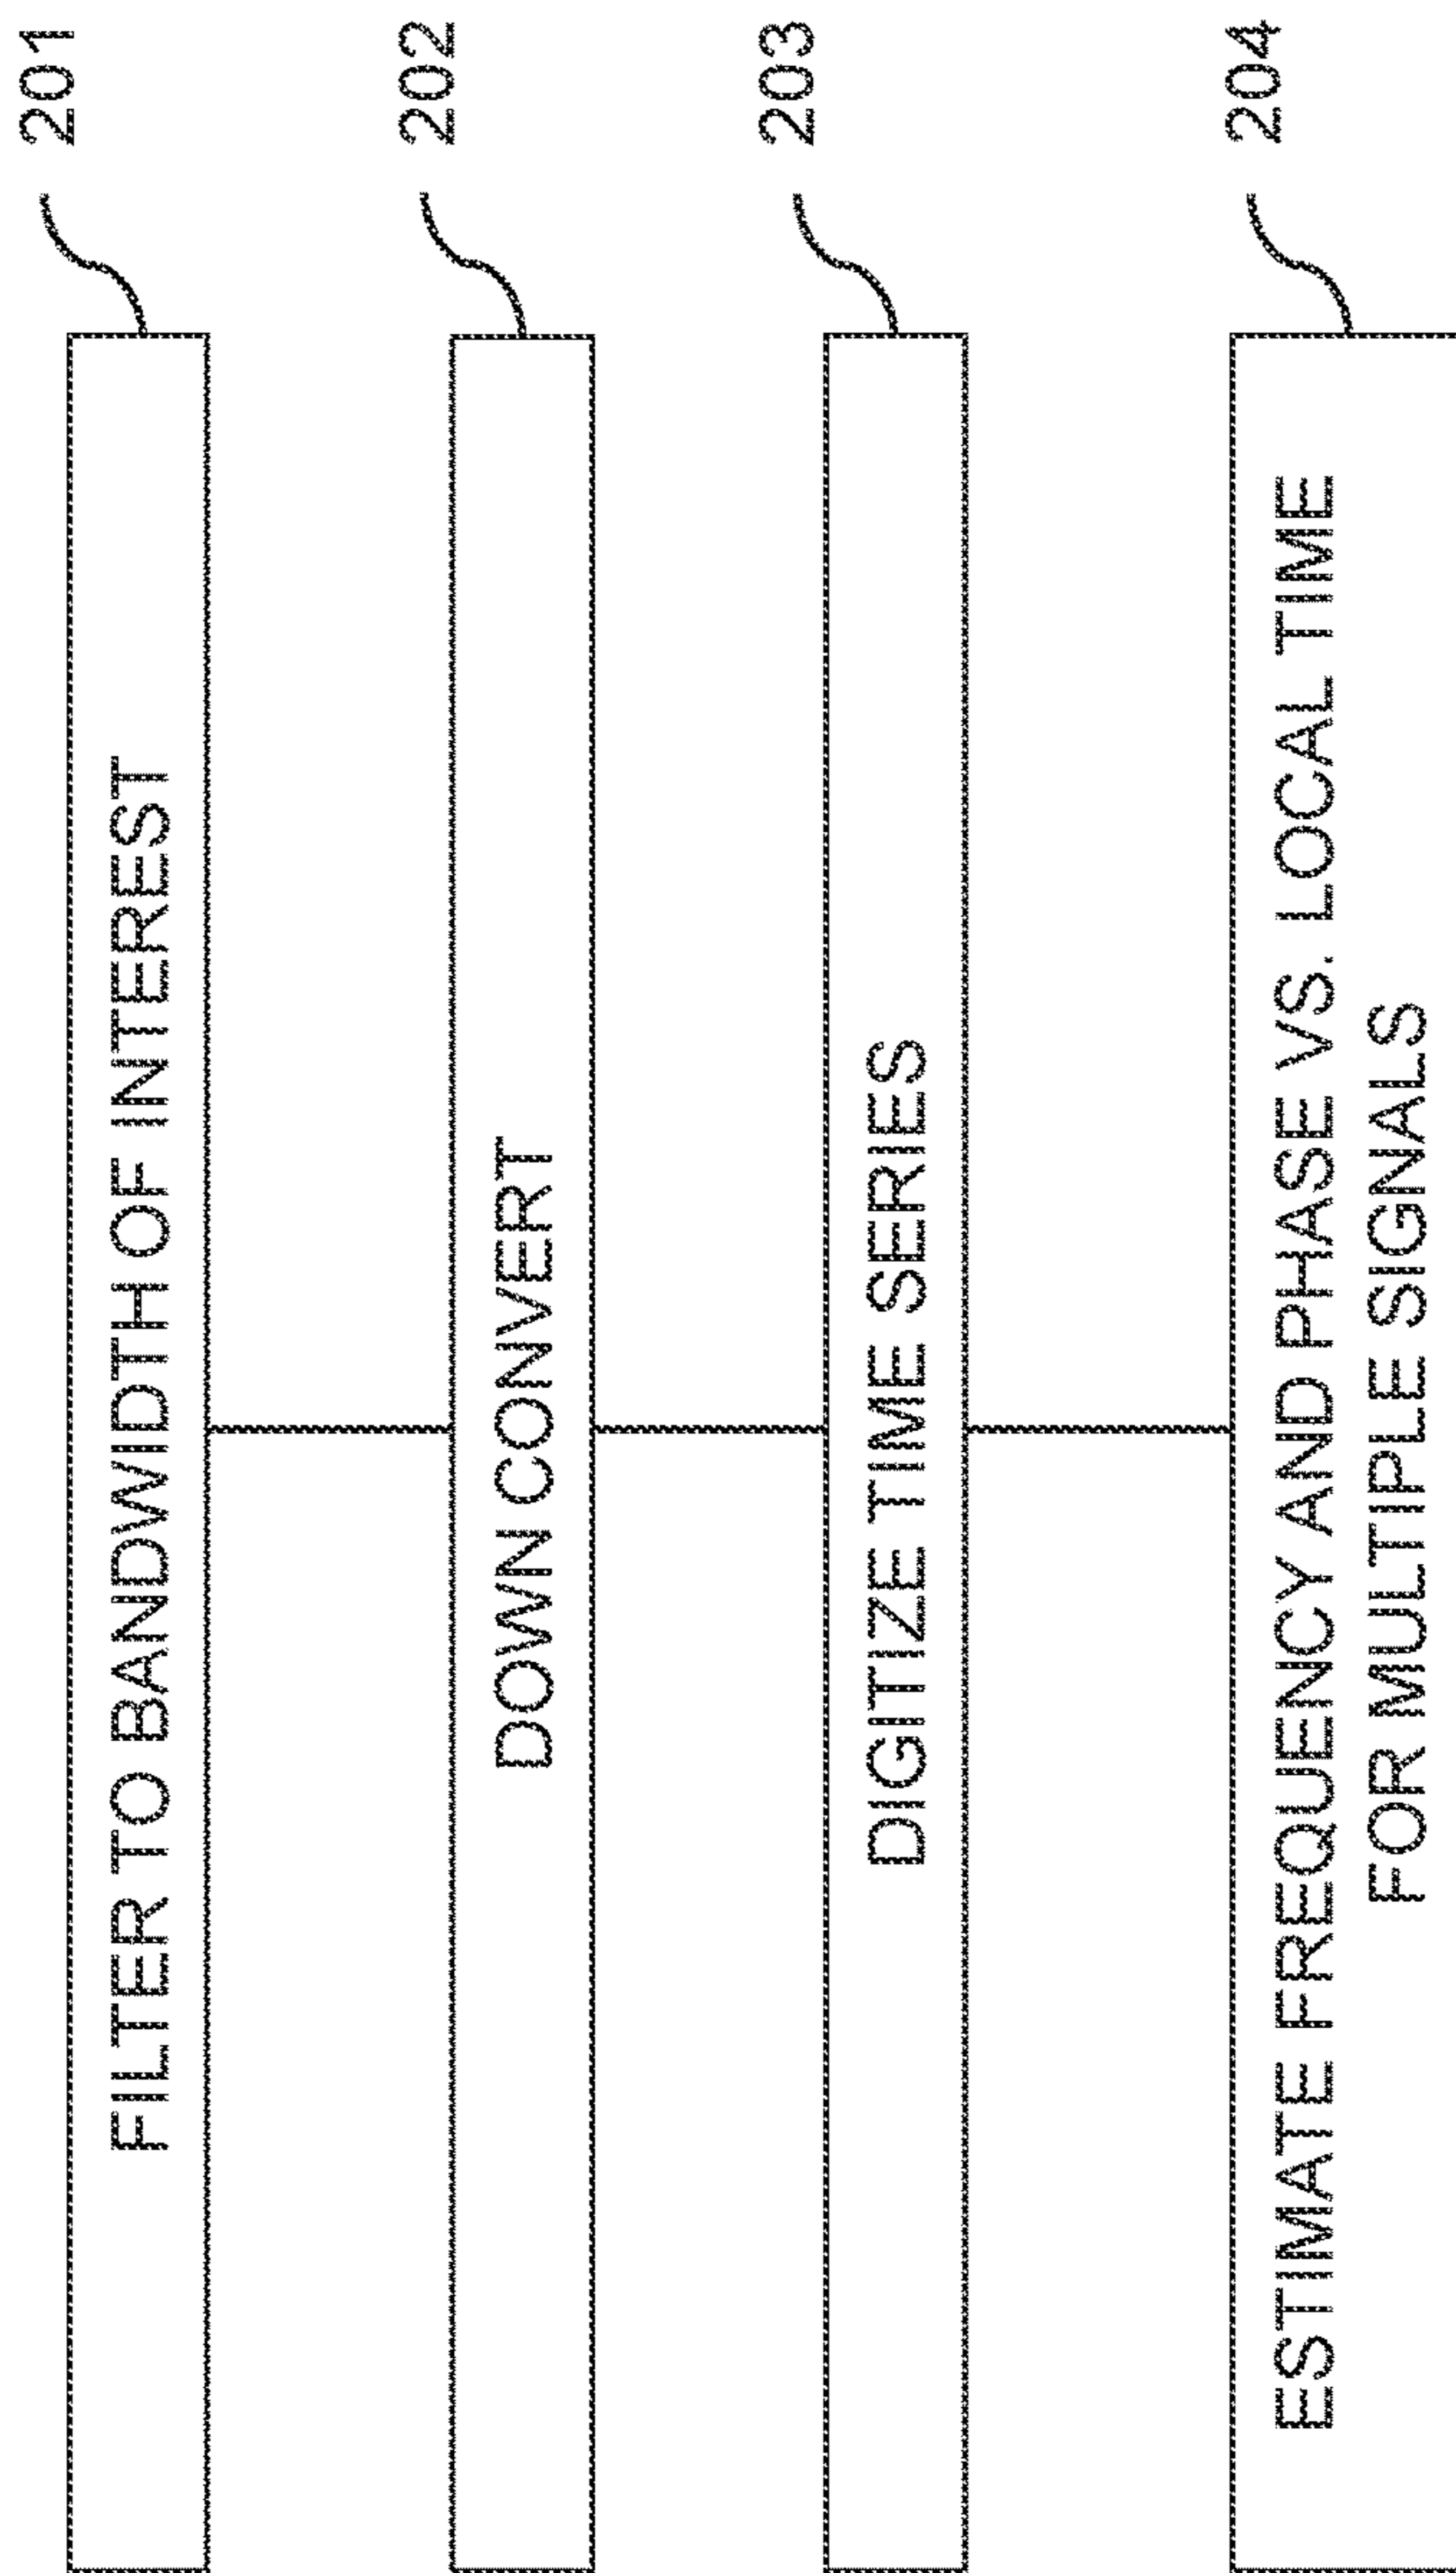 201
FILTER TO BANDWIDTH OF INTEREST
202
DOWN CONVERT
203
DIGITIZE TIME SERIES
204
ESTIMATE FREQUENCY AND PHASE VS. LOCAL TIME
FOR MULTIPLE SIGNALS